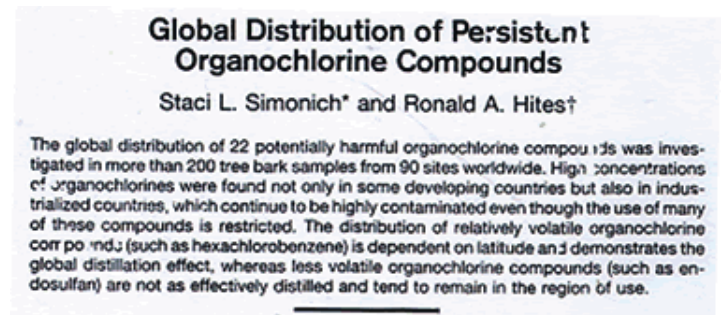 Global Distribution of Persistent
Organochlorine Compounds
Staci L. Simonich* and Ronald A. Hites†
The global distribution of 22 potentially harmful organochlorine compounds was inves-
tigated in more than 200 tree bark samples from 90 sites worldwide. High concentrations
of organochlorines were found not only in some developing countries but also in indus-
trialized countries, which continue to be highly contaminated even though the use of many
of these compounds is restricted. The distribution of relatively volatile organochlorine
compounds (such as hexachlorobenzene) is dependent on latitude and demonstrates the
global distillation effect, whereas less volatile organochlorine compounds (such as en-
dosulfan) are not as effectively distilled and tend to remain in the region of use.